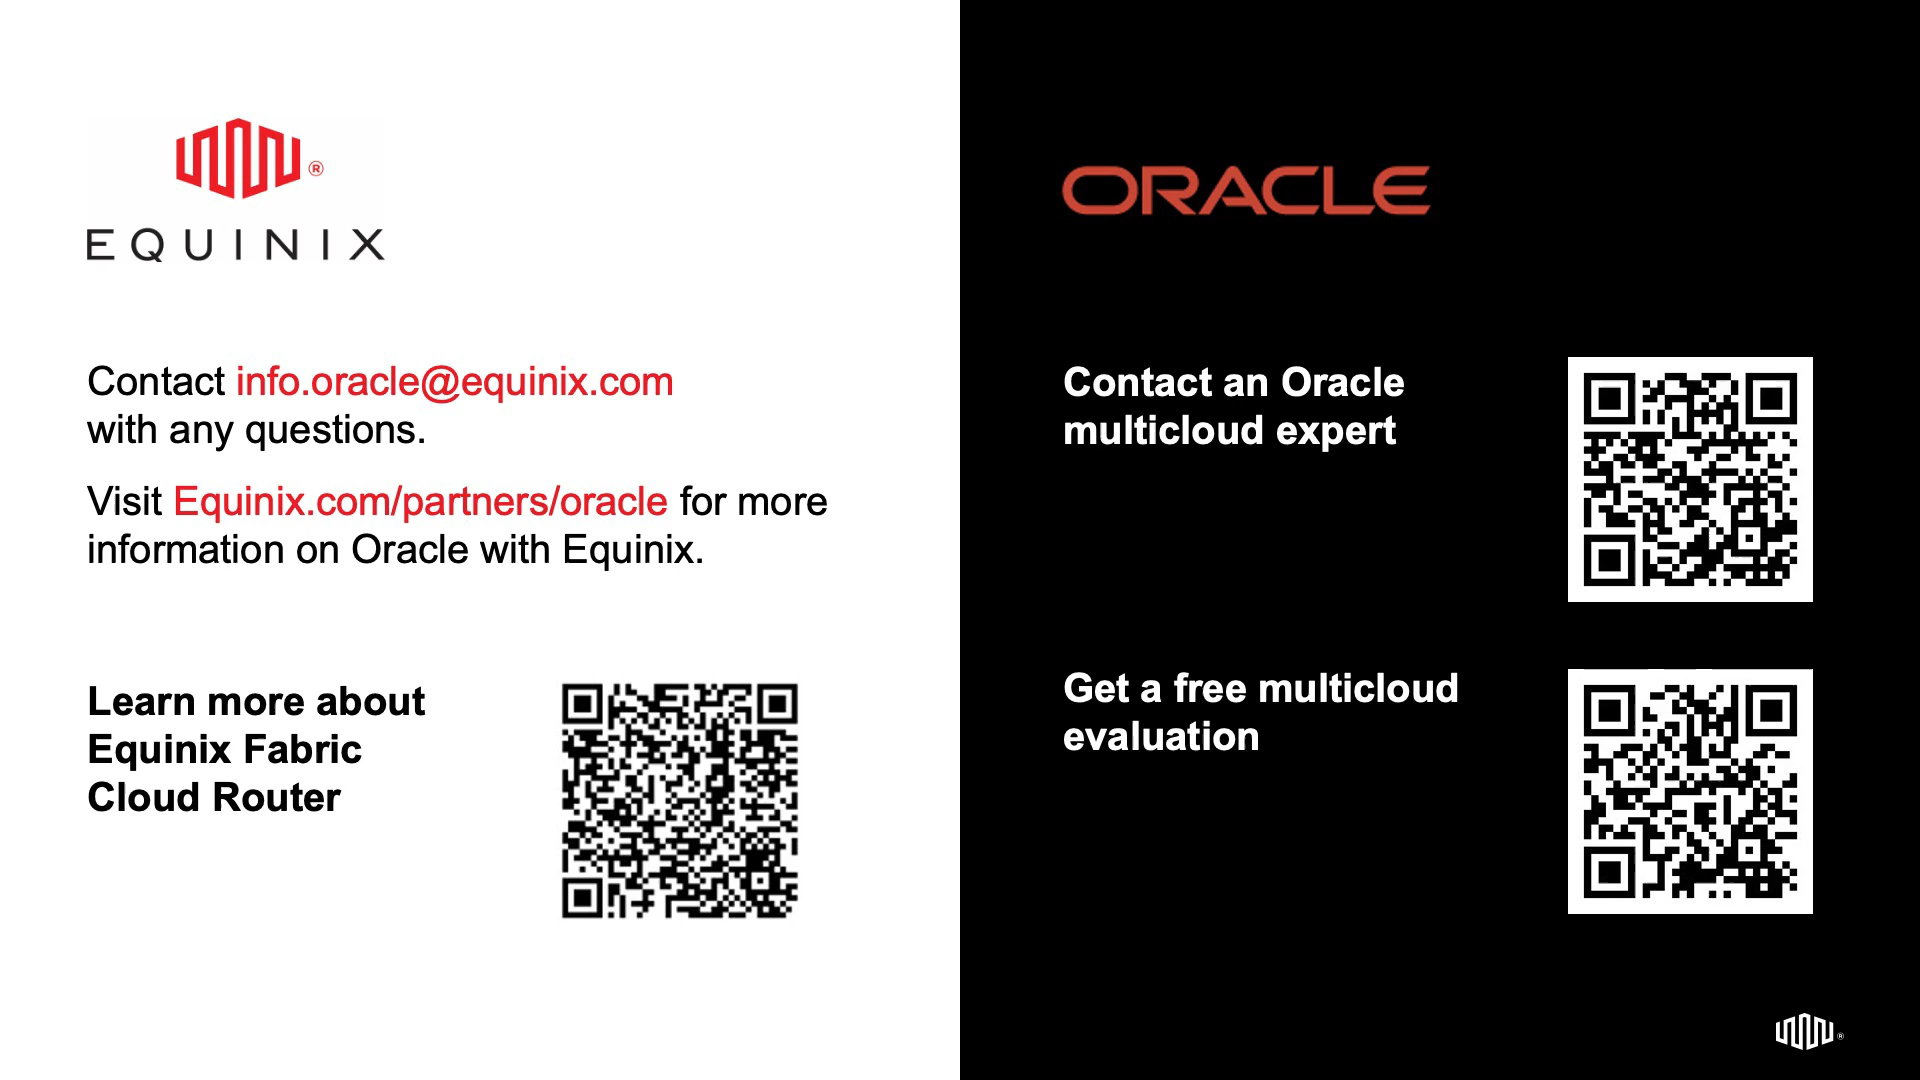 EQUINIX
Contact info.oracle@equinix.com
with any questions.
Visit Equinix.com/partners/oracle for more
information on Oracle with Equinix.
Learn more about
Equinix Fabric
Cloud Router
ORACLE
Contact an Oracle
multicloud expert
Get a free multicloud
evaluation